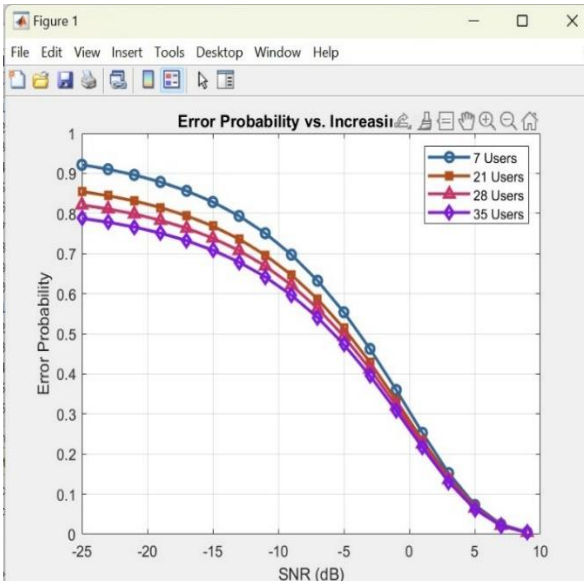 Figure 1
File Edit View Insert Tools Desktop Window Help
Error Probability vs. Increasi
7 Users
21 Users
28 Users
35 Users
Error Probability
1
0.9
0.8
0.7
0.6
0.5
0.4
0.3
0.2
0.1
0
-25 -20 -15 -10 -5 0 5 10
SNR (dB)